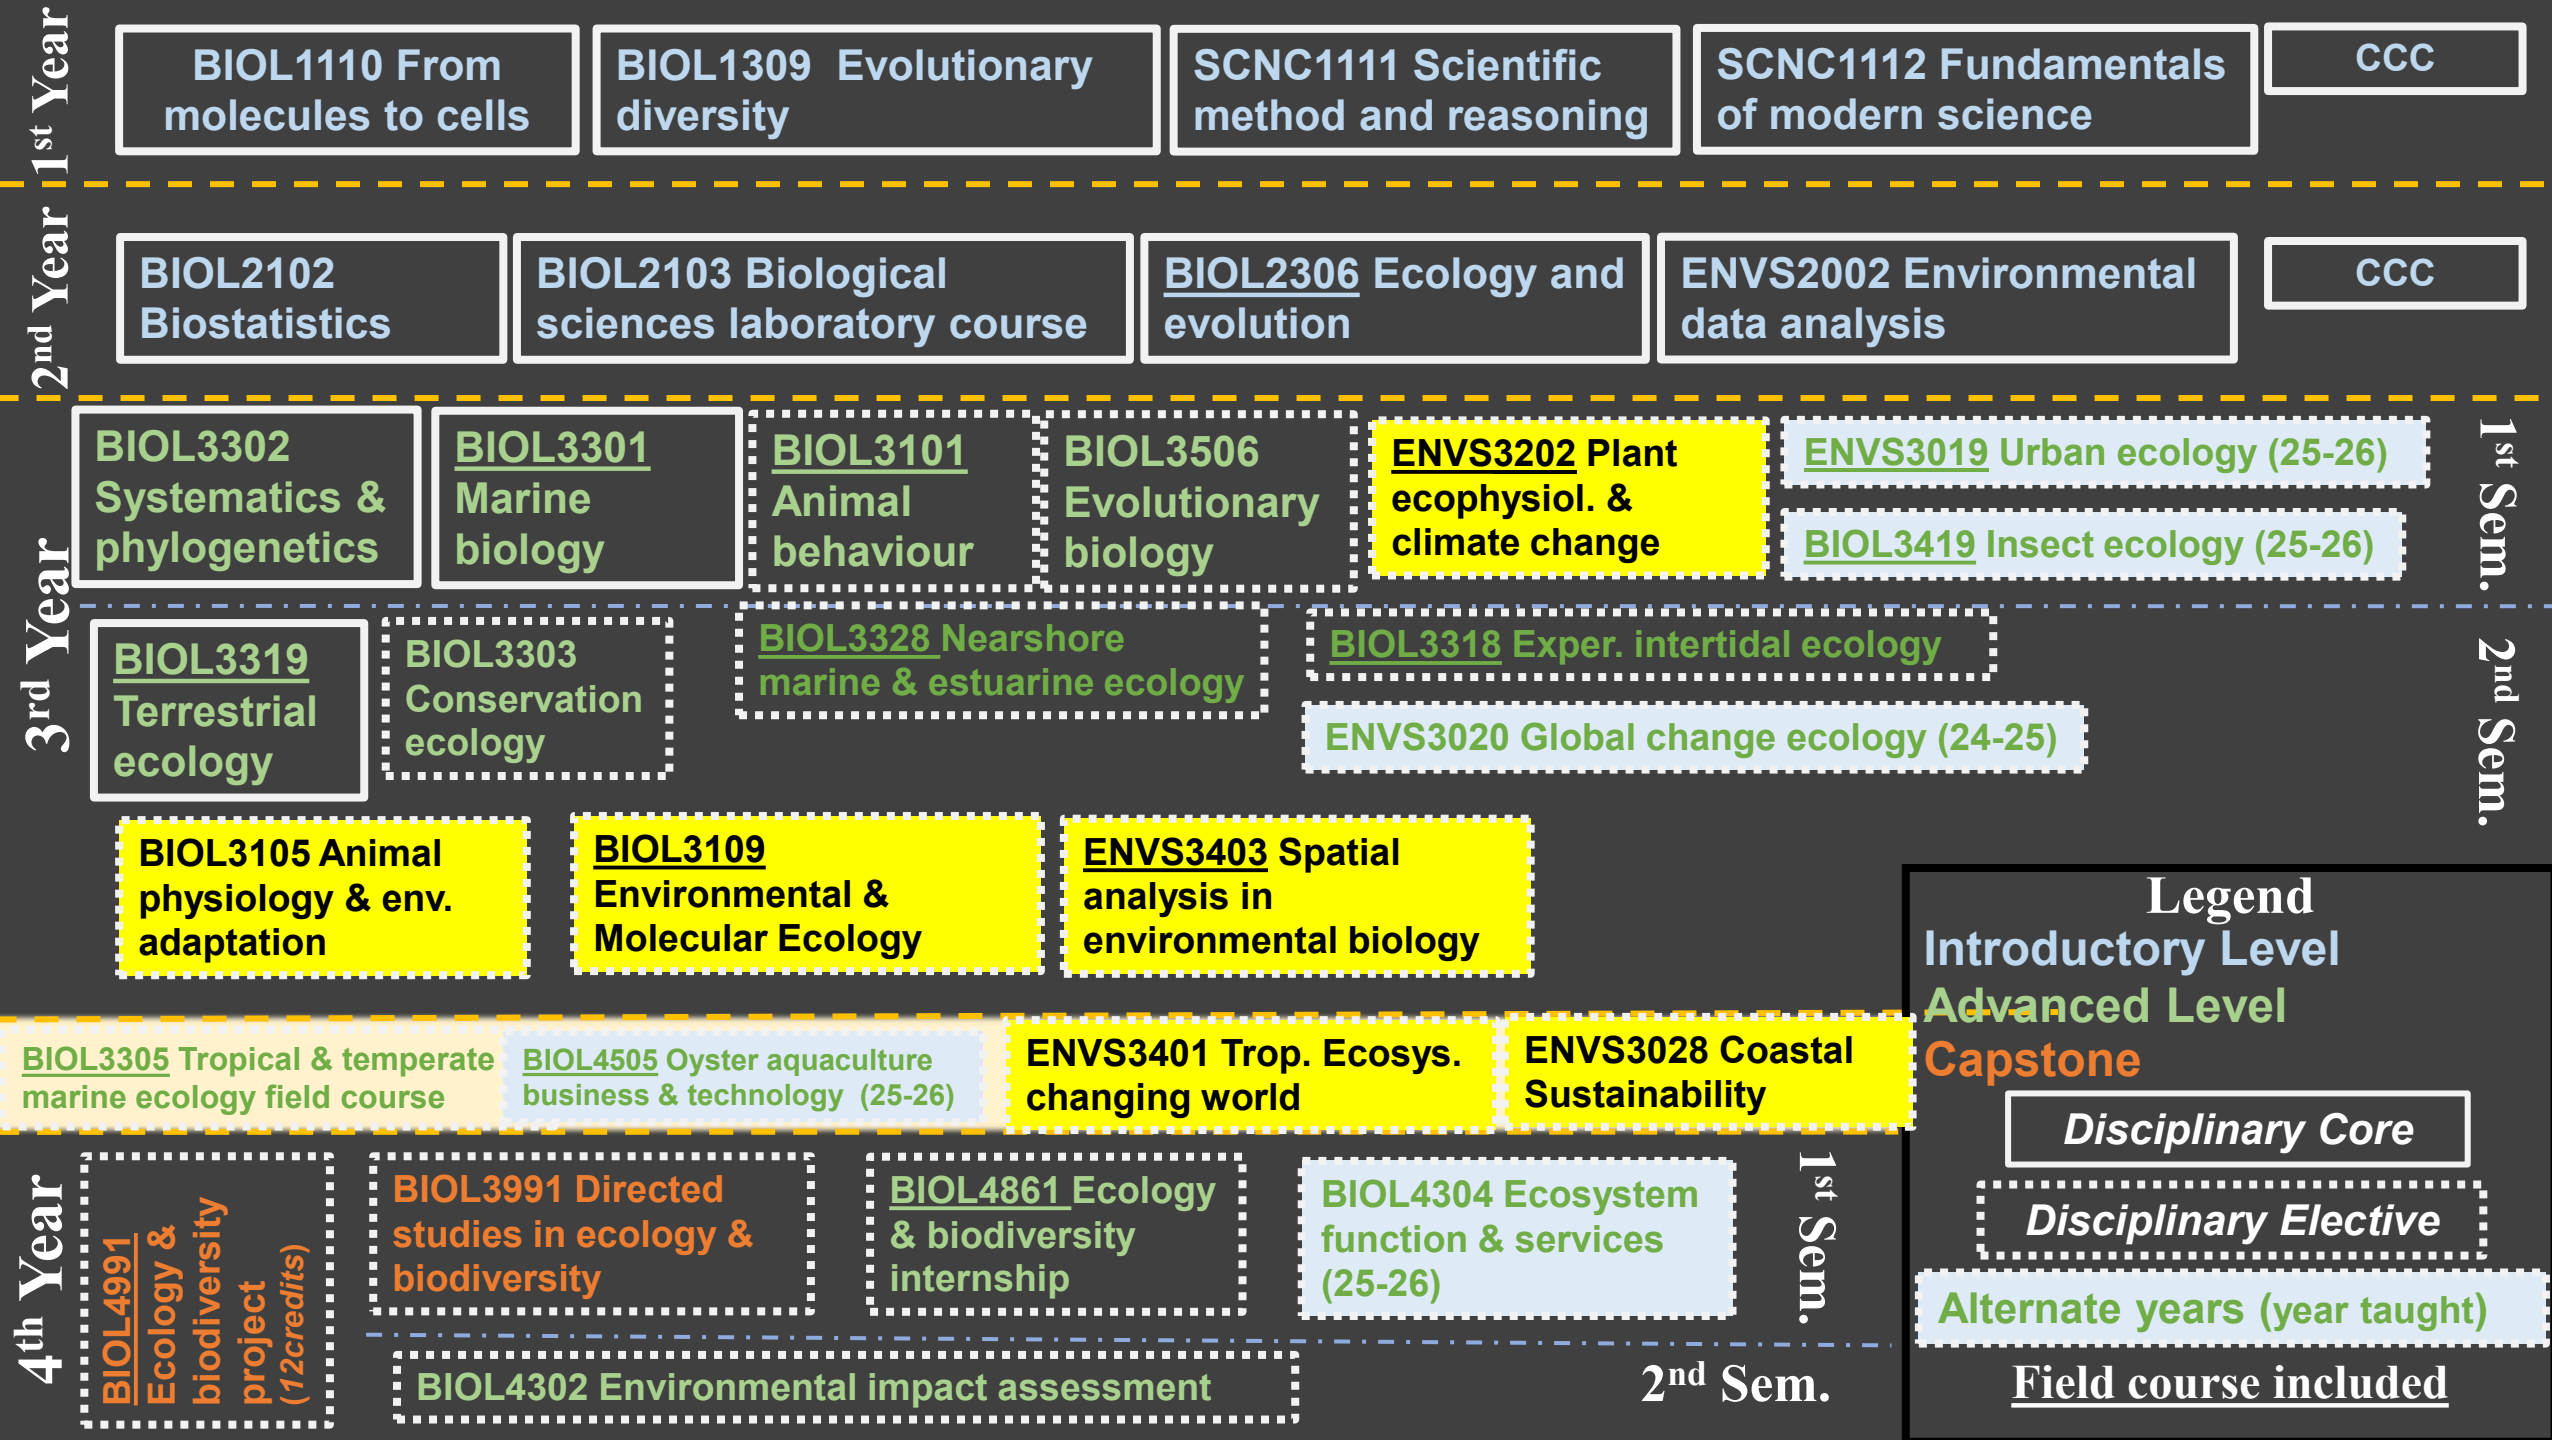 1st Year
BIOL1110 From
molecules to cells
BIOL1309 Evolutionary
diversity
SCNC1111 Scientific
method and reasoning
SCNC1112 Fundamentals
of modern science
CCC
2nd Year
BIOL2102
Biostatistics
BIOL2103 Biological
sciences laboratory course
BIOL2306 Ecology and
evolution
ENVS2002 Environmental
data analysis
CCC
3rd Year
1st Sem.
BIOL3302
Systematics &
phylogenetics
BIOL3301
Marine
biology
BIOL3101
Animal
behaviour
BIOL3506
Evolutionary
biology
ENVS3202 Plant
ecophysiol. &
climate change
ENVS3019 Urban ecology (25-26)
BIOL3419 Insect ecology (25-26)
2nd Sem.
BIOL3319
Terrestrial
ecology
BIOL3303
Conservation
ecology
BIOL3328 Nearshore
marine & estuarine ecology
BIOL3318 Exper. intertidal ecology
ENVS3020 Global change ecology (24-25)
BIOL3105 Animal
physiology & env.
adaptation
BIOL3109
Environmental &
Molecular Ecology
ENVS3403 Spatial
analysis in
environmental biology
BIOL3305 Tropical & temperate
marine ecology field course
BIOL4505 Oyster aquaculture
business & technology (25-26)
ENVS3401 Trop. Ecosys.
changing world
ENVS3028 Coastal
Sustainability
4th Year
BIOL4991
Ecology &
biodiversity
project
(12credits)
BIOL3991 Directed
studies in ecology &
biodiversity
BIOL4861 Ecology
& biodiversity
internship
BIOL4304 Ecosystem
function & services
(25-26)
1st Sem.
BIOL4302 Environmental impact assessment
2nd Sem.
Legend
Introductory Level
Advanced Level
Capstone
Disciplinary Core
Disciplinary Elective
Alternate years (year taught)
Field course included